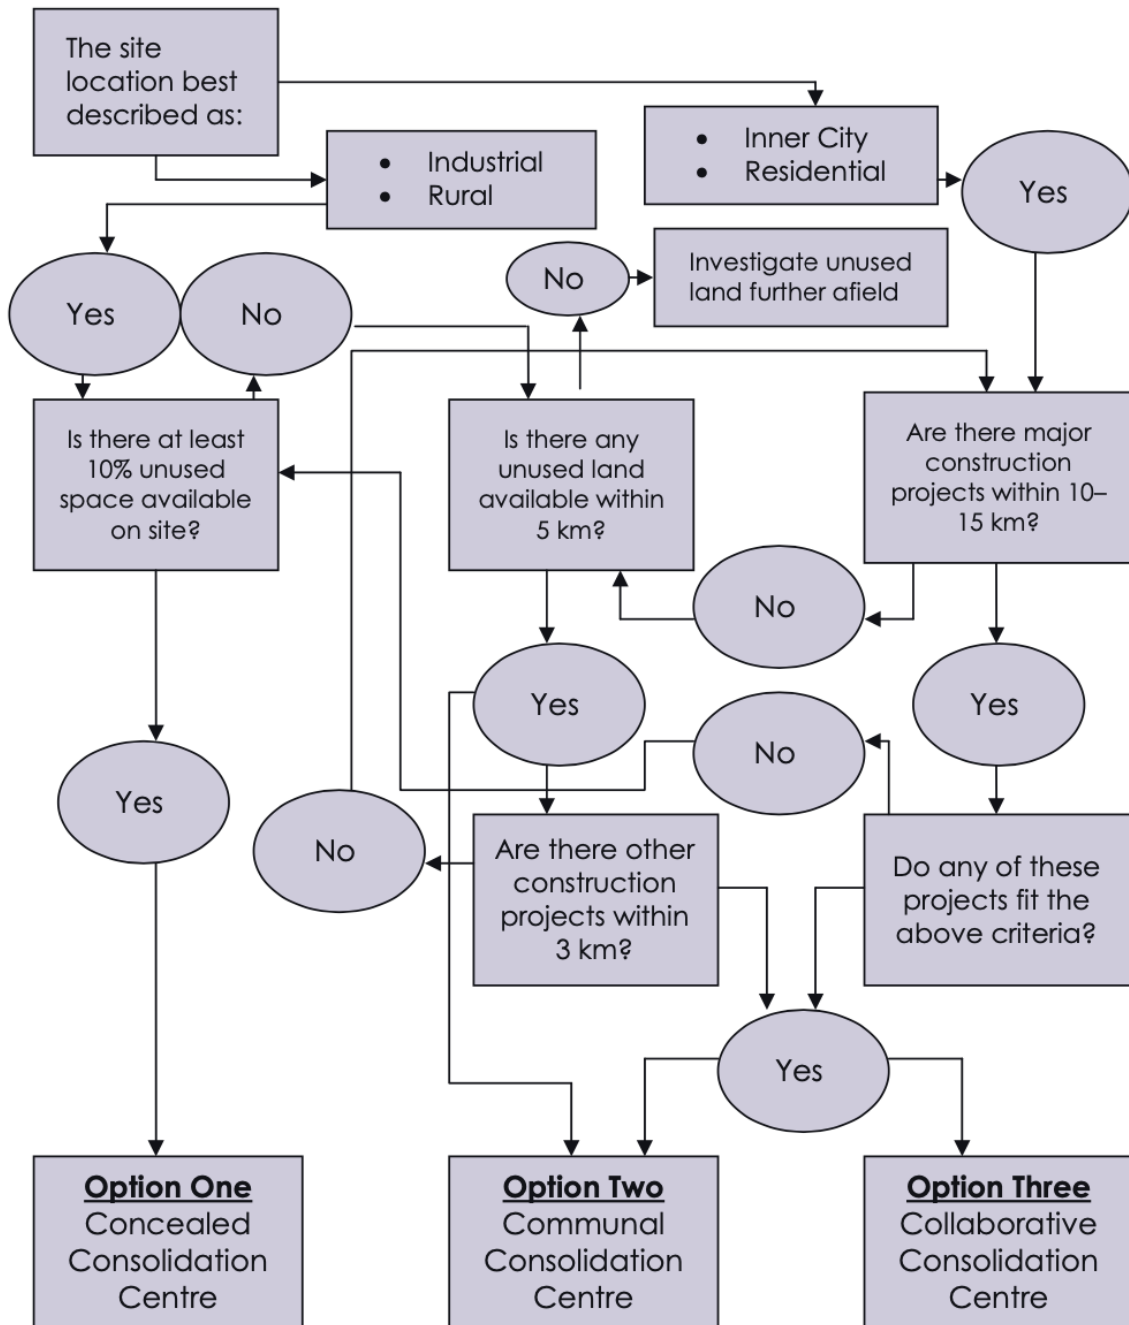 The site
location best
described as:
• Industrial
• Rural
• Inner City
• Residential
Yes
Yes
No
No
Investigate unused
land further afield
Is there at least
10% unused
space available
on site?
Is there any
unused land
available within
5 km?
Are there major
construction
projects within 10–
15 km?
No
Yes
Yes
No
Yes
No
Are there other
construction
projects within
3 km?
Do any of these
projects fit the
above criteria?
Yes
Option One
Concealed
Consolidation
Centre
Option Two
Communal
Consolidation
Centre
Option Three
Collaborative
Consolidation
Centre